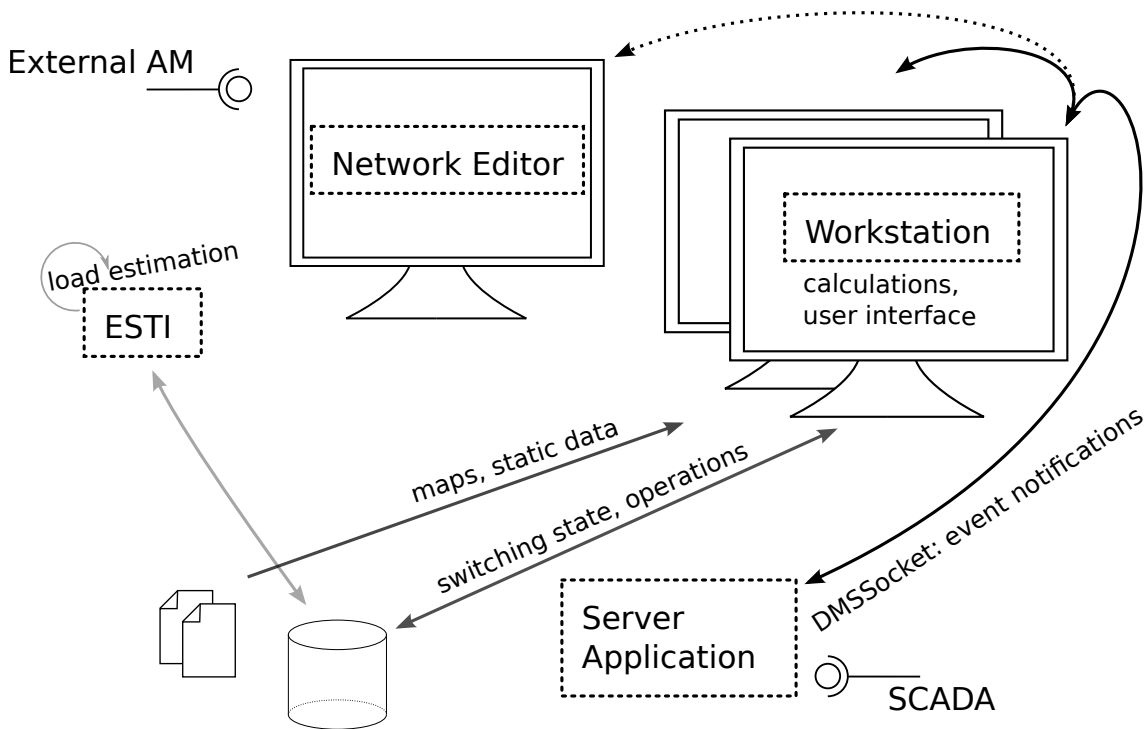 External AM
Network Editor
Workstation
calculations,
user interface
load estimation
ESTI
maps, static data
switching state, operations
DMSSocket: event notifications
Server
Application
SCADA